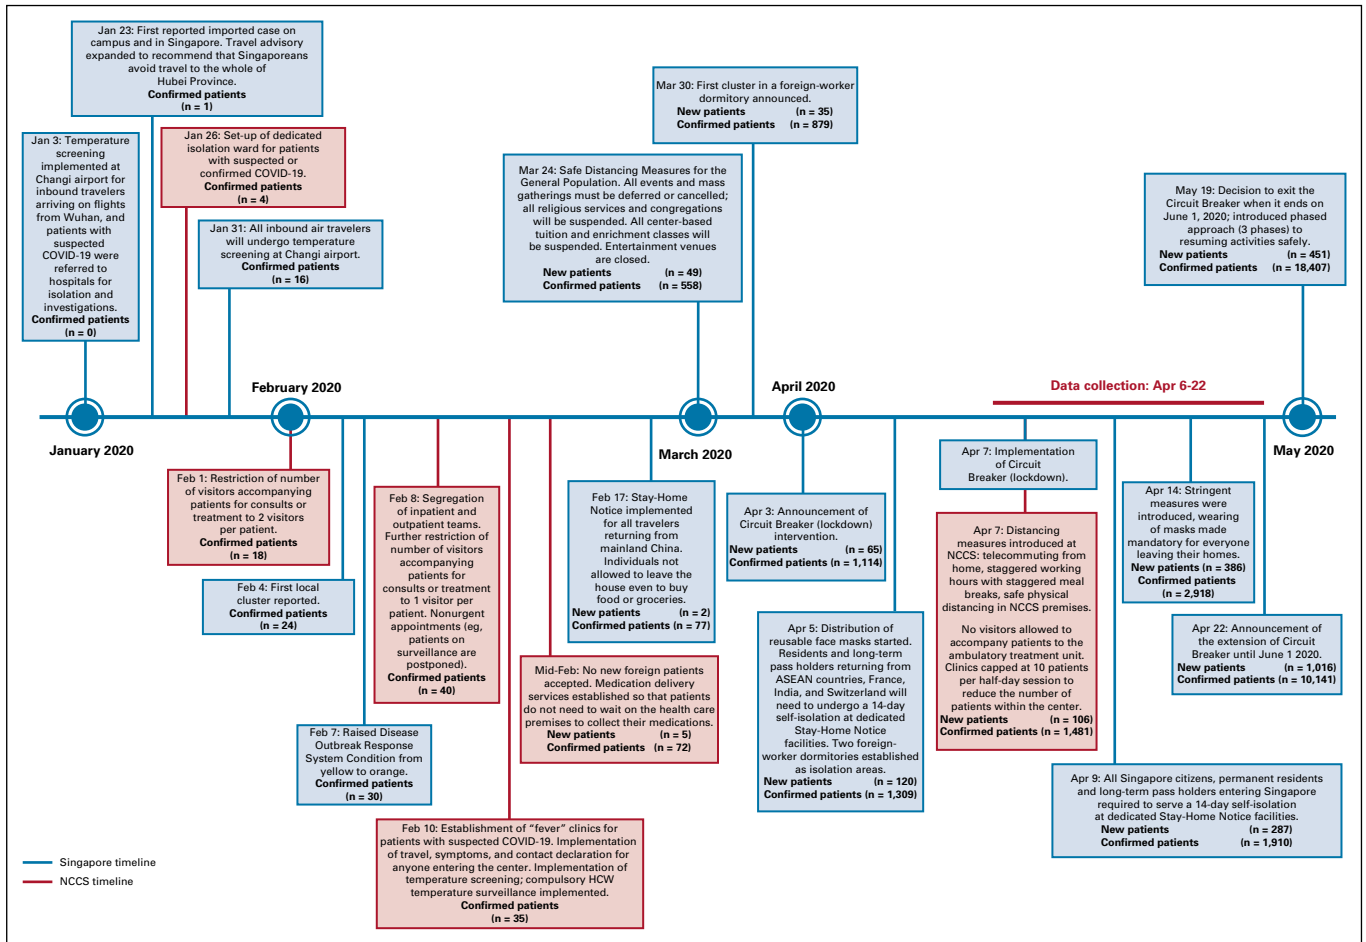 Jan 23: First reported imported case on
campus and in Singapore. Travel advisory
expanded to recommend that Singaporeans
avoid travel to the whole of
Hubei Province.
Confirmed patients
(n = 1)
Jan 3: Temperature
screening
implemented at
Changi airport for
inbound travelers
arriving on flights
from Wuhan, and
patients with
suspected
COVID-19 were
referred to
hospitals for
isolation and
investigations.
Confirmed patients
(n = 0)
Jan 26: Set-up of dedicated
isolation ward for patients
with suspected or
confirmed COVID-19.
Confirmed patients
(n = 4)
Jan 31: All inbound air travelers
will undergo temperature
screening at Changi airport.
Confirmed patients
(n = 16)
Mar 24: Safe Distancing Measures for the
General Population. All events and mass
gatherings must be deferred or cancelled;
all religious services and congregations
will be suspended. All center-based
tuition and enrichment classes will
be suspended. Entertainment venues
are closed.
New patients (n = 49)
Confirmed patients (n = 558)
Mar 30: First cluster in a foreign-worker
dormitory announced.
New patients (n = 35)
Confirmed patients (n = 879)
May 19: Decision to exit the
Circuit Breaker when it ends on
June 1, 2020; introduced phased
approach (3 phases) to
resuming activities safely.
New patients (n = 451)
Confirmed patients (n = 18,407)
January 2020
February 2020
March 2020
April 2020
Data collection: Apr 6-22
May 2020
Feb 1: Restriction of number
of visitors accompanying
patients for consults or
treatment to 2 visitors
per patient.
Confirmed patients
(n = 18)
Feb 4: First local
cluster reported.
Confirmed patients
(n = 24)
Feb 7: Raised Disease
Outbreak Response
System Condition from
yellow to orange.
Confirmed patients
(n = 30)
Feb 8: Segregation
of inpatient and
outpatient teams.
Further restriction of
number of visitors
accompanying
patients for
consults or treatment
to 1 visitor per
patient. Nonurgent
appointments (eg,
patients on
surveillance are
postponed).
Confirmed patients
(n = 40)
Feb 10: Establishment of "fever" clinics for
patients with suspected COVID-19. Implementation
of travel, symptoms, and contact declaration for
anyone entering the center. Implementation of
temperature screening; compulsory HCW
temperature surveillance implemented.
Confirmed patients
(n = 35)
Mid-Feb: No new foreign patients
accepted. Medication delivery
services established so that patients
do not need to wait on the health care
premises to collect their medications.
New patients (n = 5)
Confirmed patients (n = 72)
Feb 17: Stay-Home
Notice implemented
for all travelers
returning from
mainland China.
Individuals not
allowed to leave the
house even to buy
food or groceries.
New patients (n = 2)
Confirmed patients (n = 77)
Apr 3: Announcement of
Circuit Breaker (lockdown)
intervention.
New patients (n = 65)
Confirmed patients (n = 1,114)
Apr 5: Distribution of
reusable face masks started.
Residents and long-term
pass holders returning from
ASEAN countries, France,
India, and Switzerland will
need to undergo a 14-day
self-isolation at dedicated
Stay-Home Notice
facilities. Two foreign-
worker dormitories established
as isolation areas.
New patients (n = 120)
Confirmed patients (n = 1,309)
Apr 7: Implementation
of Circuit
Breaker (lockdown).
Apr 7: Distancing
measures introduced at
NCCS: telecommuting from
home, staggered working
hours with staggered meal
breaks, safe physical
distancing in NCCS premises.
No visitors allowed to
accompany patients to the
ambulatory treatment unit.
Clinics capped at 10 patients
per half-day session to
reduce the number of
patients within the center.
New patients (n = 106)
Confirmed patients (n = 1,481)
Apr 9: All Singapore citizens, permanent residents
and long-term pass holders entering Singapore
required to serve a 14-day self-isolation
at dedicated Stay-Home Notice facilities.
New patients (n = 287)
Confirmed patients (n = 1,910)
Apr 14: Stringent
measures were
introduced, wearing
of masks made
mandatory for everyone
leaving their homes.
New patients (n = 386)
Confirmed patients
(n = 2,918)
Apr 22: Announcement of
the extension of Circuit
Breaker until June 1 2020.
New patients (n = 1,016)
Confirmed patients (n = 10,141)
Singapore timeline
NCCS timeline